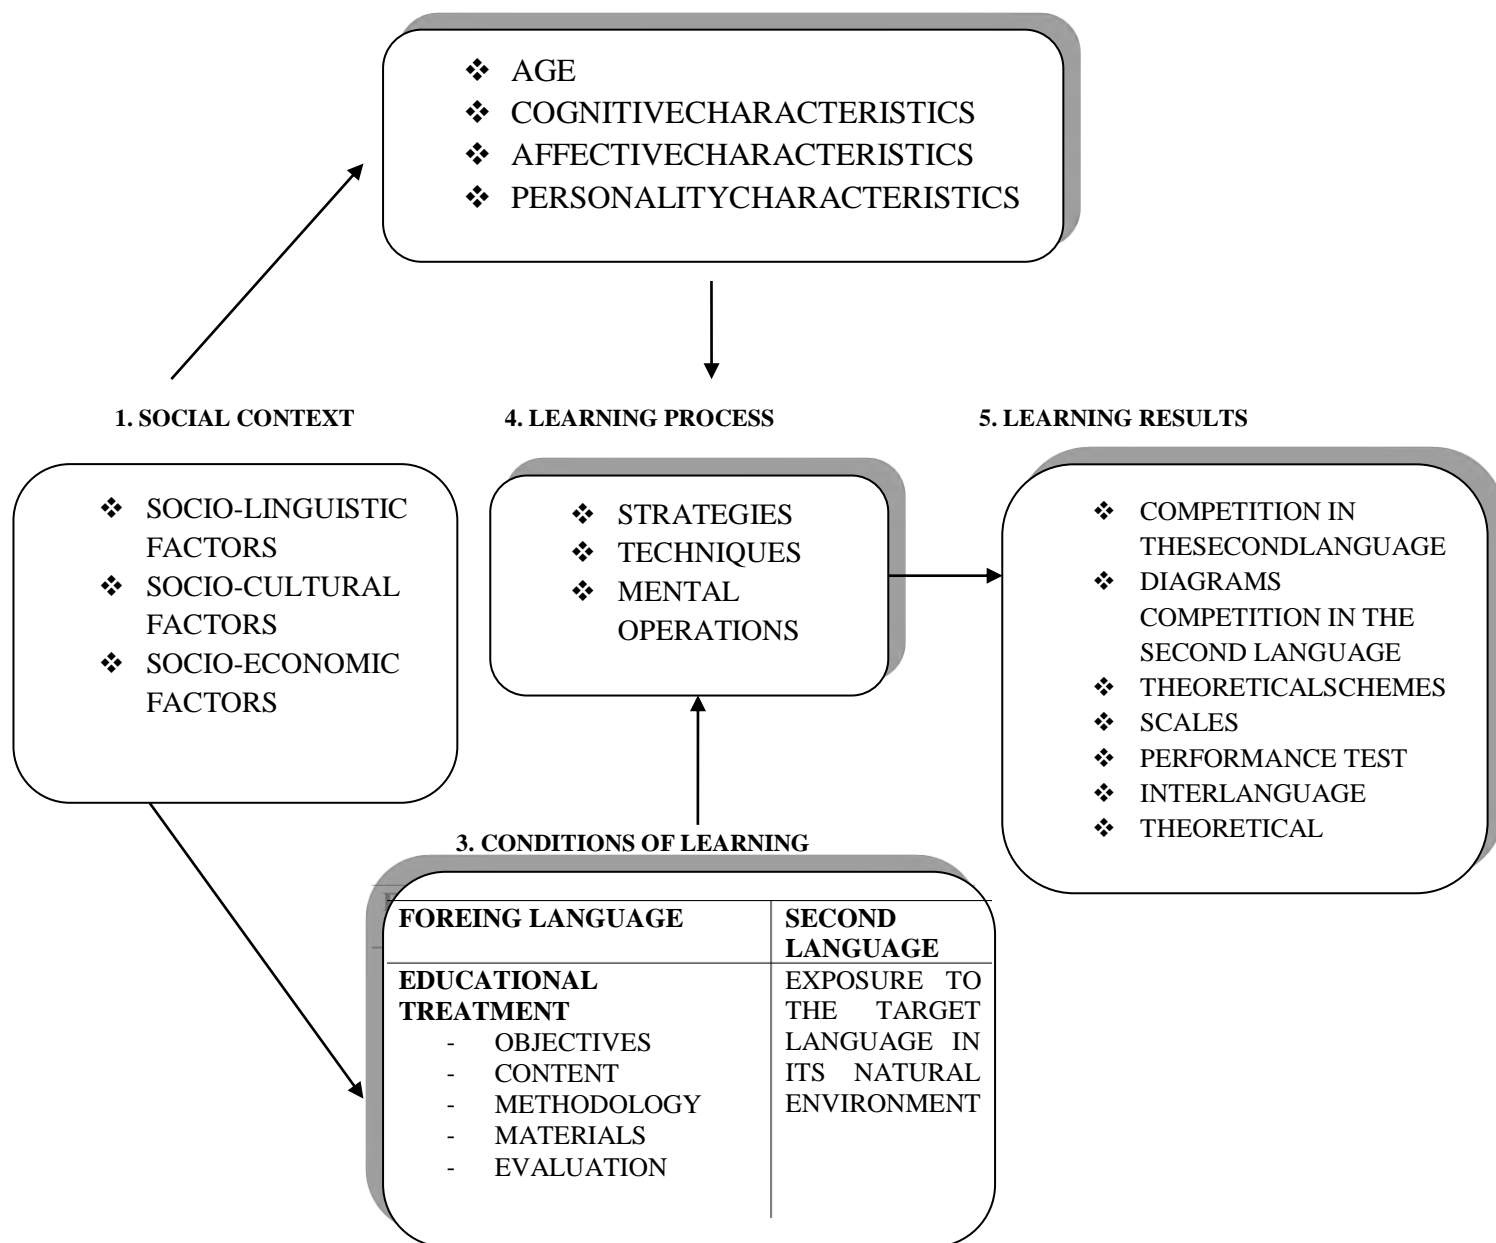 ❖ AGE
❖ COGNITIVECHARACTERISTICS
❖ AFFECTIVECHARACTERISTICS
❖ PERSONALITYCHARACTERISTICS
1. SOCIAL CONTEXT
❖ SOCIO-LINGUISTIC
FACTORS
❖ SOCIO-CULTURAL
FACTORS
❖ SOCIO-ECONOMIC
FACTORS
4. LEARNING PROCESS
❖ STRATEGIES
❖ TECHNIQUES
❖ MENTAL
OPERATIONS
5. LEARNING RESULTS
❖ COMPETITION IN
THESECONDLANGUAGE
❖ DIAGRAMS
COMPETITION IN THE
SECOND LANGUAGE
❖ THEORETICALSCHEMES
❖ SCALES
❖ PERFORMANCE TEST
❖ INTERLANGUAGE
❖ THEORETICAL
3. CONDITIONS OF LEARNING
FOREING LANGUAGE
SECOND
LANGUAGE
EDUCATIONAL
TREATMENT
- OBJECTIVES
- CONTENT
- METHODOLOGY
- MATERIALS
- EVALUATION
EXPOSURE TO
THE TARGET
LANGUAGE IN
ITS NATURAL
ENVIRONMENT